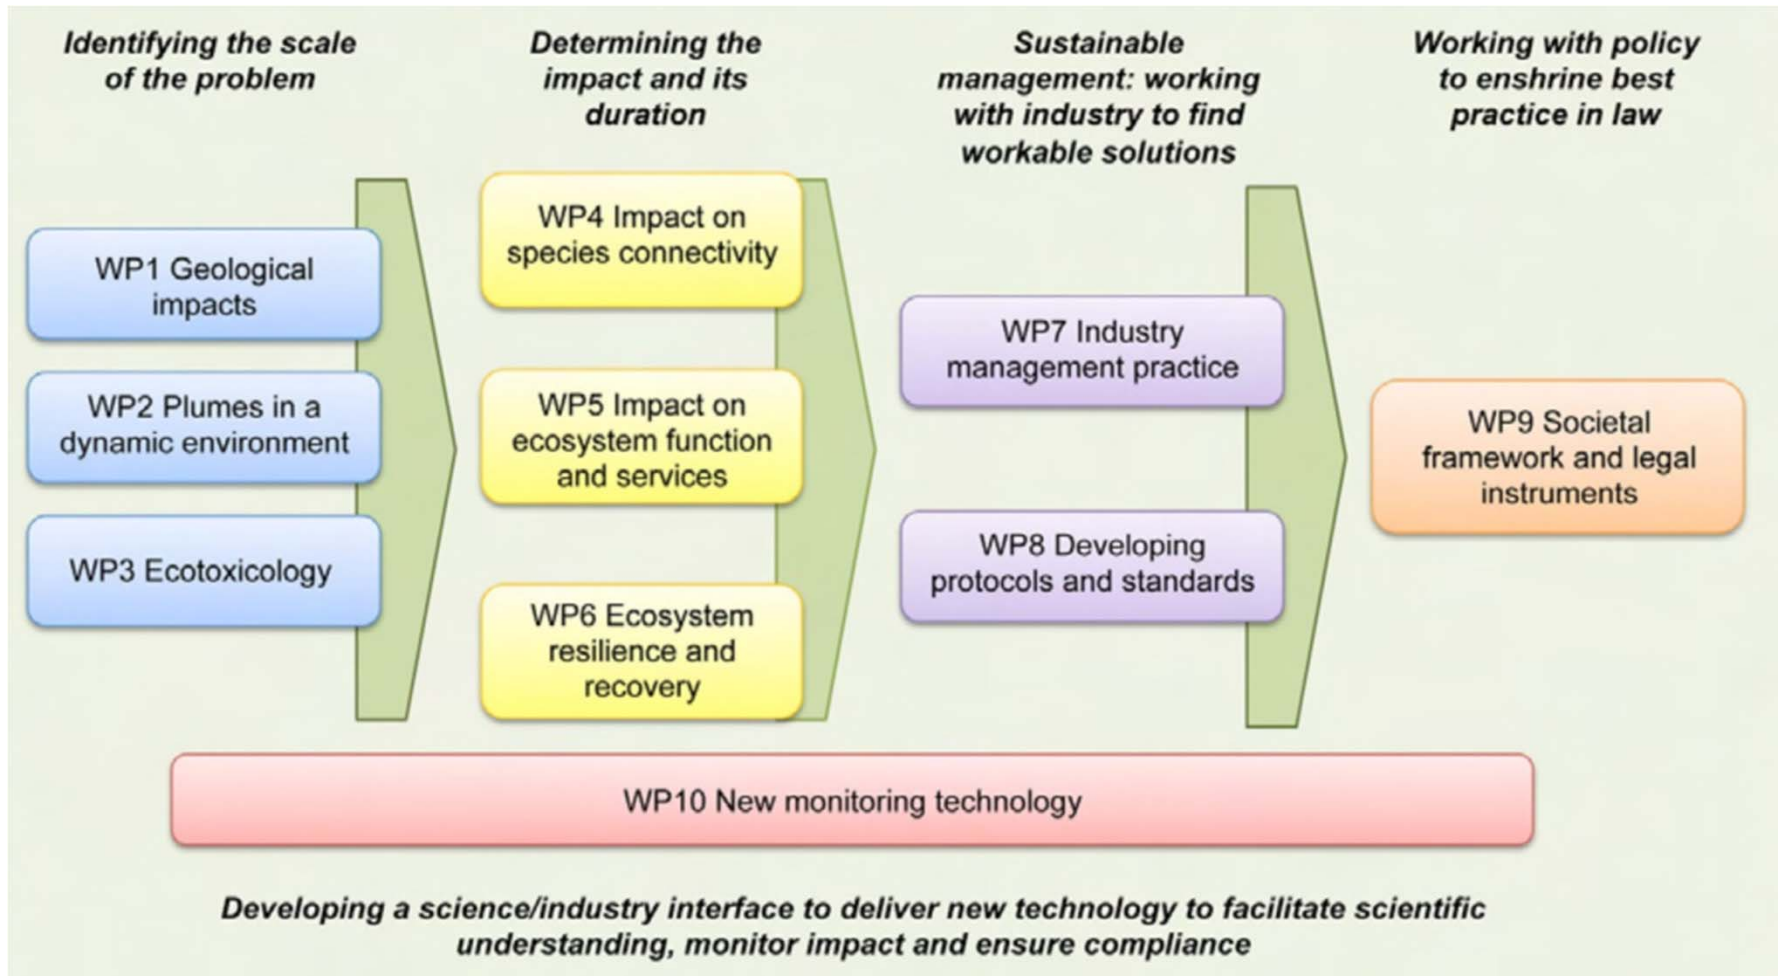 Identifying the scale
of the problem
Determining the
impact and its
duration
Sustainable
management: working
with industry to find
workable solutions
Working with policy
to enshrine best
practice in law
WP1 Geological
impacts
WP2 Plumes in a
dynamic environment
WP3 Ecotoxicology
WP4 Impact on
species connectivity
WP5 Impact on
ecosystem function
and services
WP6 Ecosystem
resilience and
recovery
WP7 Industry
management practice
WP8 Developing
protocols and standards
WP9 Societal
framework and legal
instruments
WP10 New monitoring technology
Developing a science/industry interface to deliver new technology to facilitate scientific
understanding, monitor impact and ensure compliance